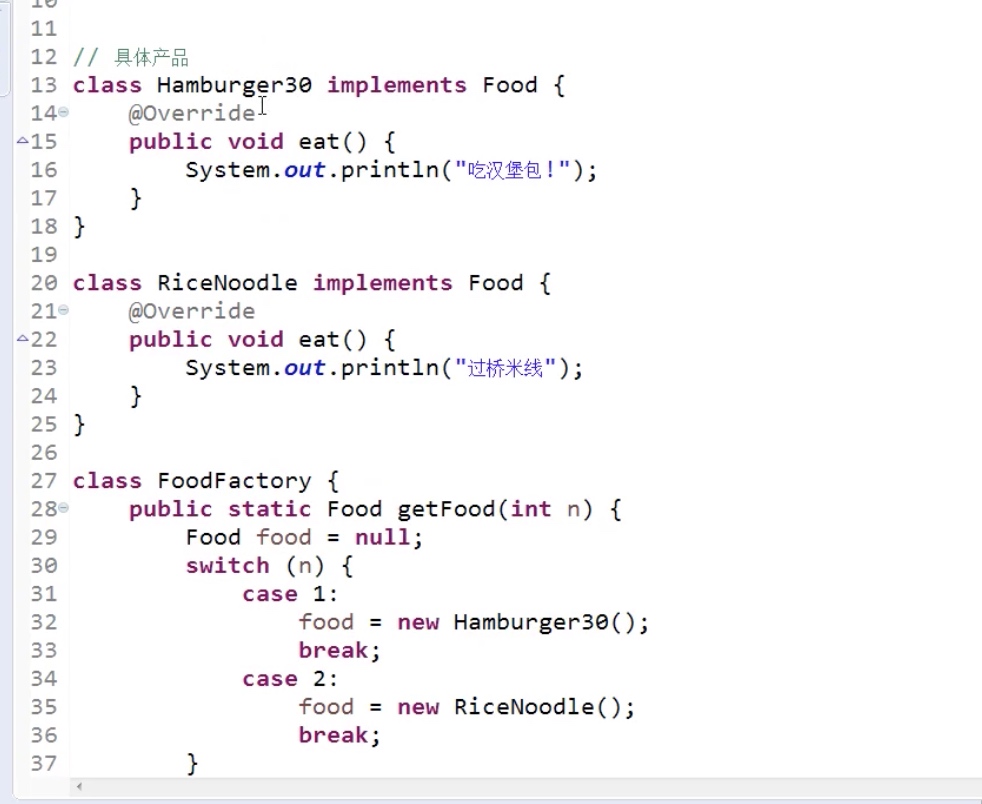 10
11
12 // 具体产品
13 class Hamburger30 implements Food {
14 @Override
15 public void eat() {
16 System.out.println("吃汉堡包!");
17 }
18 }
19
20 class RiceNoodle implements Food {
21 @Override
22 public void eat() {
23 System.out.println("过桥米线");
24 }
25 }
26
27 class FoodFactory {
28 public static Food getFood(int n) {
29 Food food = null;
30 switch (n) {
31 case 1:
32 food = new Hamburger30();
33 break;
34 case 2:
35 food = new RiceNoodle();
36 break;
37 }